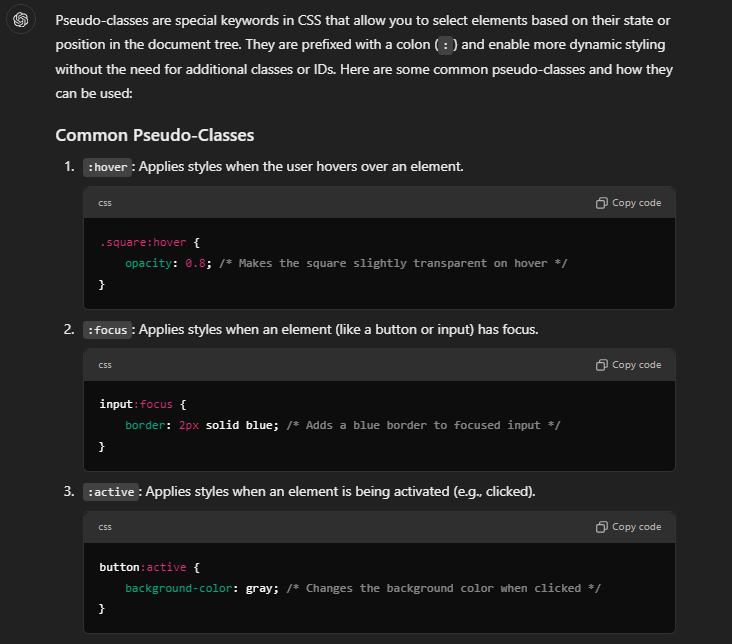 Pseudo-classes are special keywords in CSS that allow you to select elements based on their state or
position in the document tree. They are prefixed with a colon ( : ) and enable more dynamic styling
without the need for additional classes or IDs. Here are some common pseudo-classes and how they
can be used:
Common Pseudo-Classes
1. :hover : Applies styles when the user hovers over an element.
css Copy code
.square:hover {
    opacity: 0.8; /* Makes the square slightly transparent on hover */
}
2. :focus : Applies styles when an element (like a button or input) has focus.
css Copy code
input:focus {
    border: 2px solid blue; /* Adds a blue border to focused input */
}
3. :active : Applies styles when an element is being activated (e.g., clicked).
css Copy code
button:active {
    background-color: gray; /* Changes the background color when clicked */
}